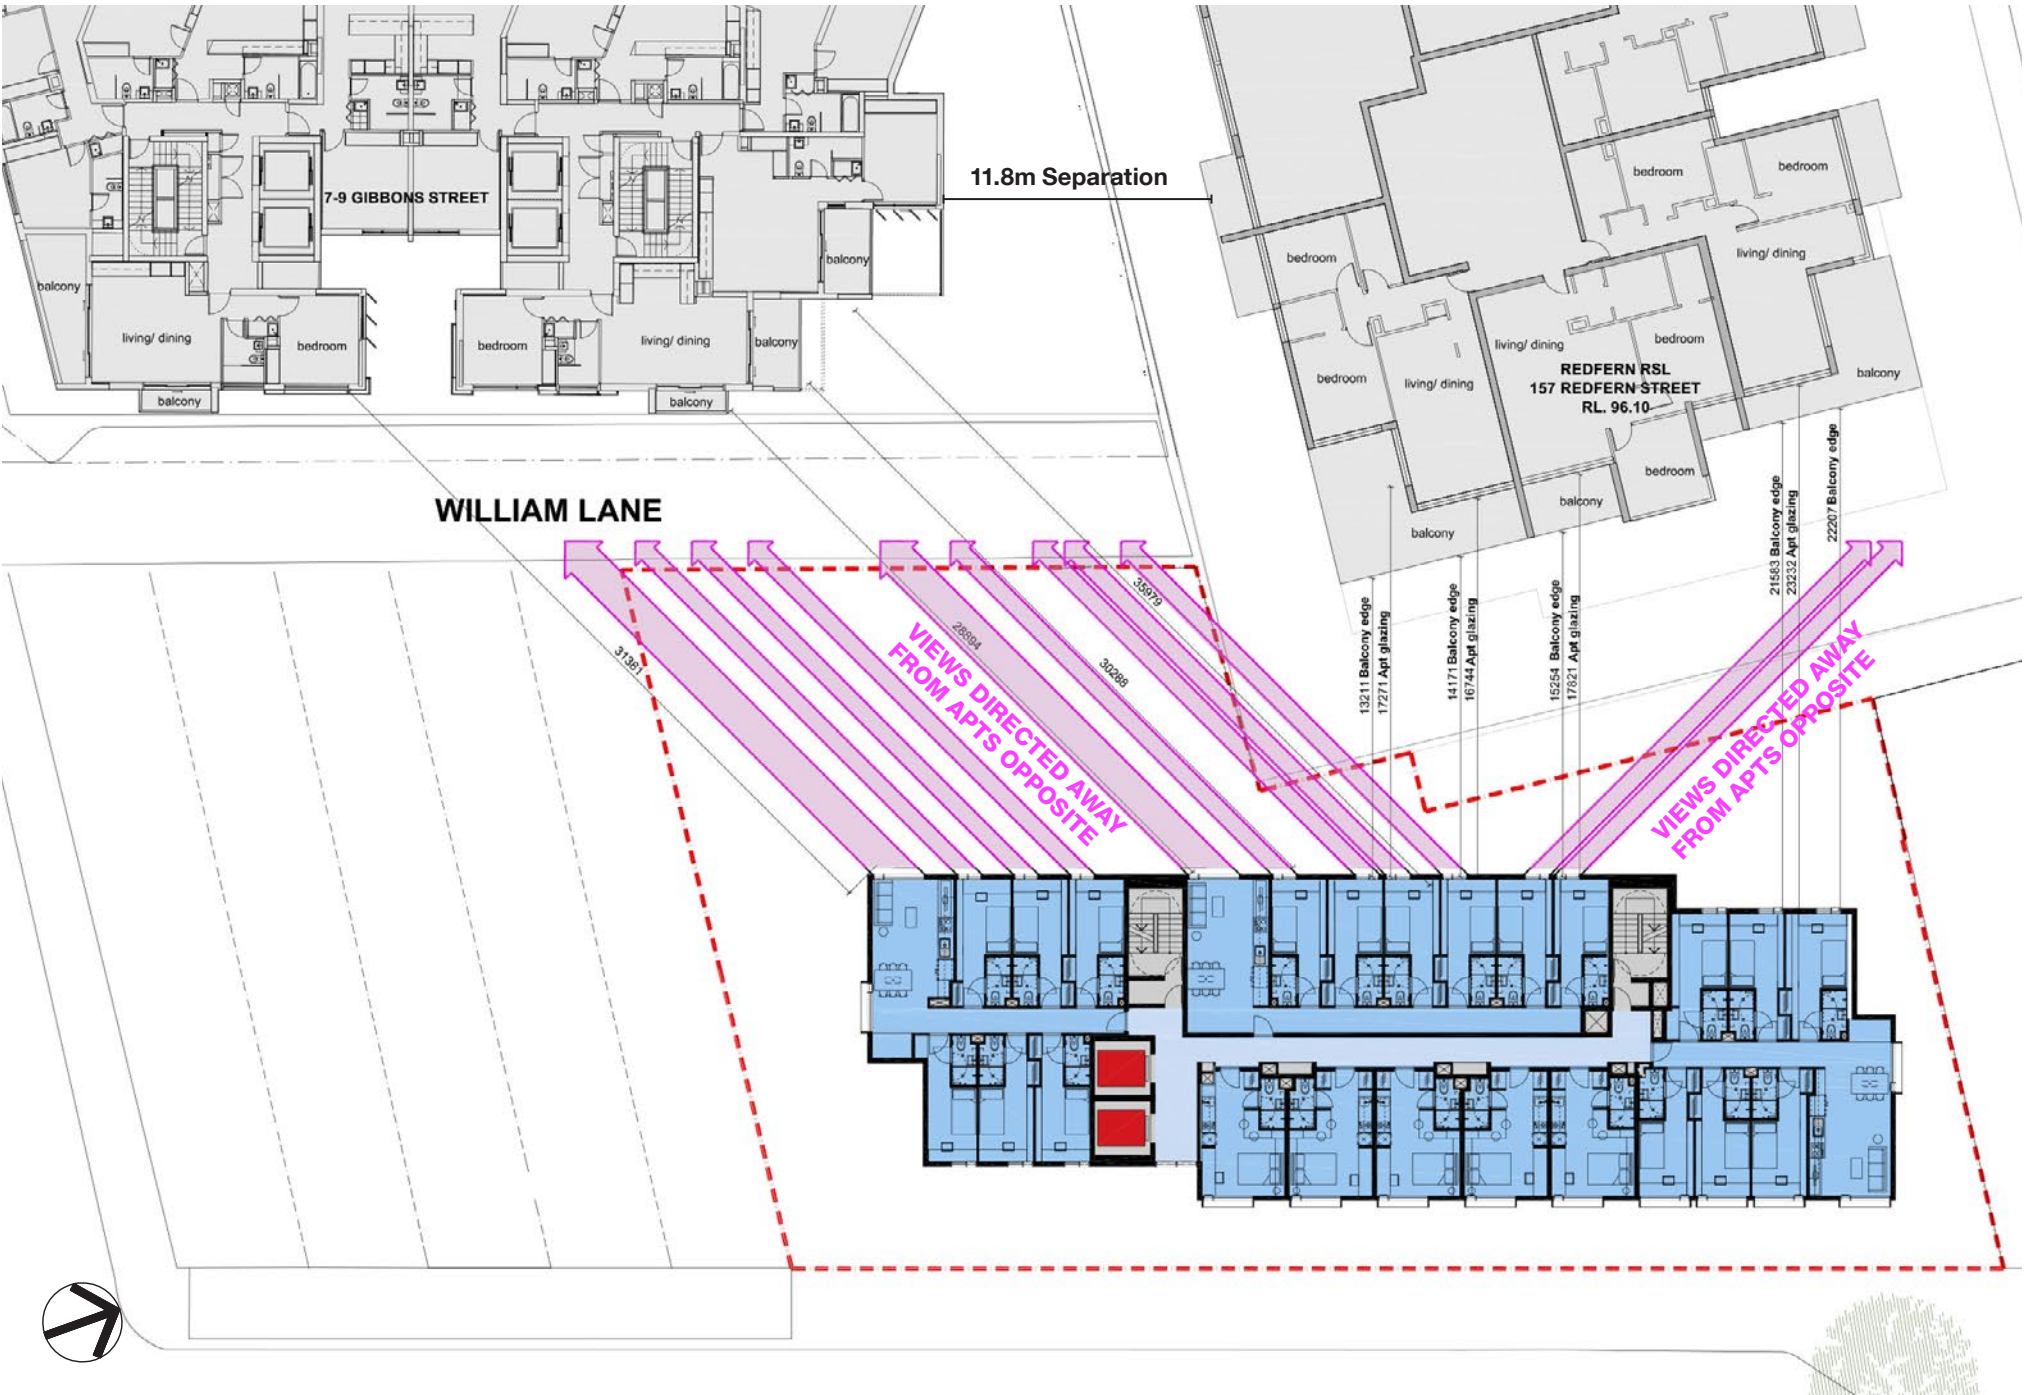 11.8m Separation
7-9 GIBBONS STREET
bedroom
bedroom
balcony
balcony
living/ dining
bedroom
balcony
bedroom
living/ dining
balcony
balcony
bedroom
living/ dining
bedroom
living/ dining
living/ dining
bedroom
REDFERN RSL
157 REDFERN STREET
RL. 96.10
balcony
bedroom
balcony
balcony
WILLIAM LANE
31381
28894
30288
35979
VIEWS DIRECTED AWAY
FROM APTS OPPOSITE
13211 Balcony edge
17271 Apt glazing
14171 Balcony edge
16744 Apt glazing
15254 Balcony edge
17821 Apt glazing
21583 Balcony edge
23232 Apt glazing
22207 Balcony edge
VIEWS DIRECTED AWAY
FROM APTS OPPOSITE